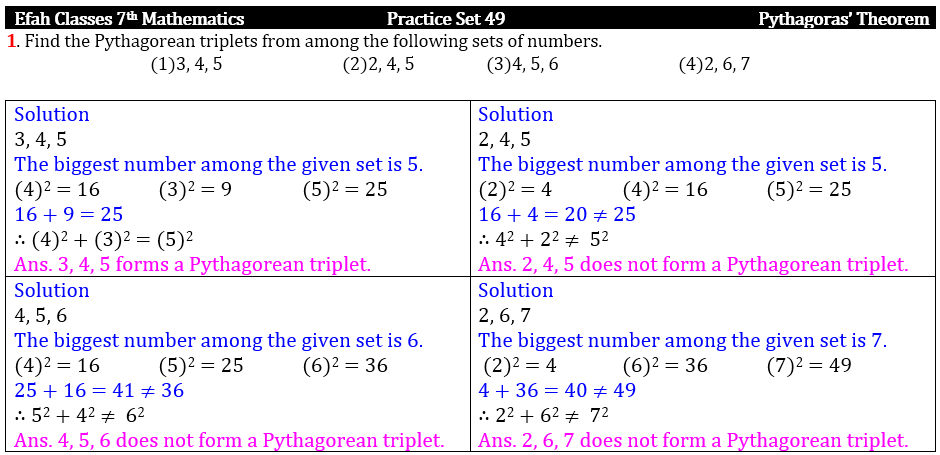 Efah Classes 7th Mathematics Practice Set 49 Pythagoras’ Theorem
1. Find the Pythagorean triplets from among the following sets of numbers.
(1)3, 4, 5 (2)2, 4, 5 (3)4, 5, 6 (4)2, 6, 7
Solution
3, 4, 5
The biggest number among the given set is 5.
(4)² = 16 (3)² = 9 (5)² = 25
16 + 9 = 25
∴ (4)² + (3)² = (5)²
Ans. 3, 4, 5 forms a Pythagorean triplet.
Solution
2, 4, 5
The biggest number among the given set is 5.
(2)² = 4 (4)² = 16 (5)² = 25
16 + 4 = 20 ≠ 25
∴ 4² + 2² ≠ 5²
Ans. 2, 4, 5 does not form a Pythagorean triplet.
Solution
4, 5, 6
The biggest number among the given set is 6.
(4)² = 16 (5)² = 25 (6)² = 36
25 + 16 = 41 ≠ 36
∴ 5² + 4² ≠ 6²
Ans. 4, 5, 6 does not form a Pythagorean triplet.
Solution
2, 6, 7
The biggest number among the given set is 7.
(2)² = 4 (6)² = 36 (7)² = 49
4 + 36 = 40 ≠ 49
∴ 2² + 6² ≠ 7²
Ans. 2, 6, 7 does not form a Pythagorean triplet.